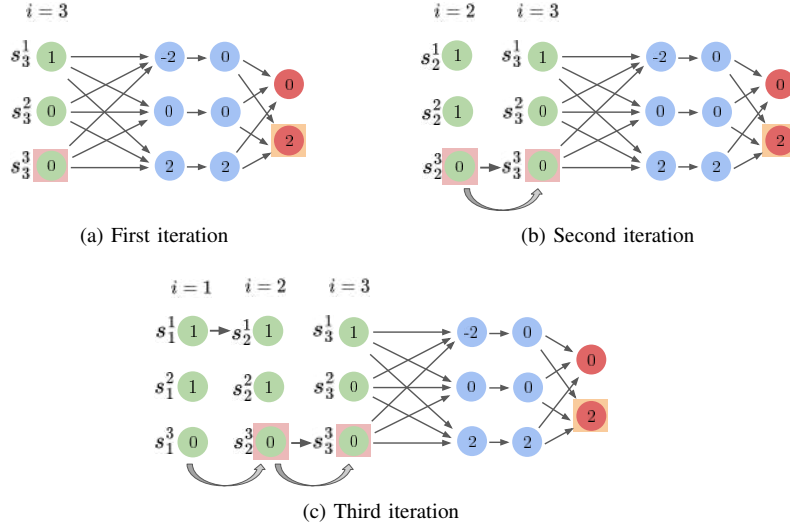 i = 3
s_3^1 1 -2 0
0
s_3^2 0 0 0
2
s_3^3 0 2 2
(a) First iteration
i = 2 i = 3
s_2^1 1 s_3^1 1 -2 0
0
s_2^2 1 s_3^2 0 0 0
2
s_2^3 0 s_3^3 0 2 2
(b) Second iteration
i = 1 i = 2 i = 3
s_1^1 1 s_2^1 1 s_3^1 1 -2 0
0
s_1^2 1 s_2^2 1 s_3^2 0 0 0
2
s_1^3 0 s_2^3 0 s_3^3 0 2 2
(c) Third iteration